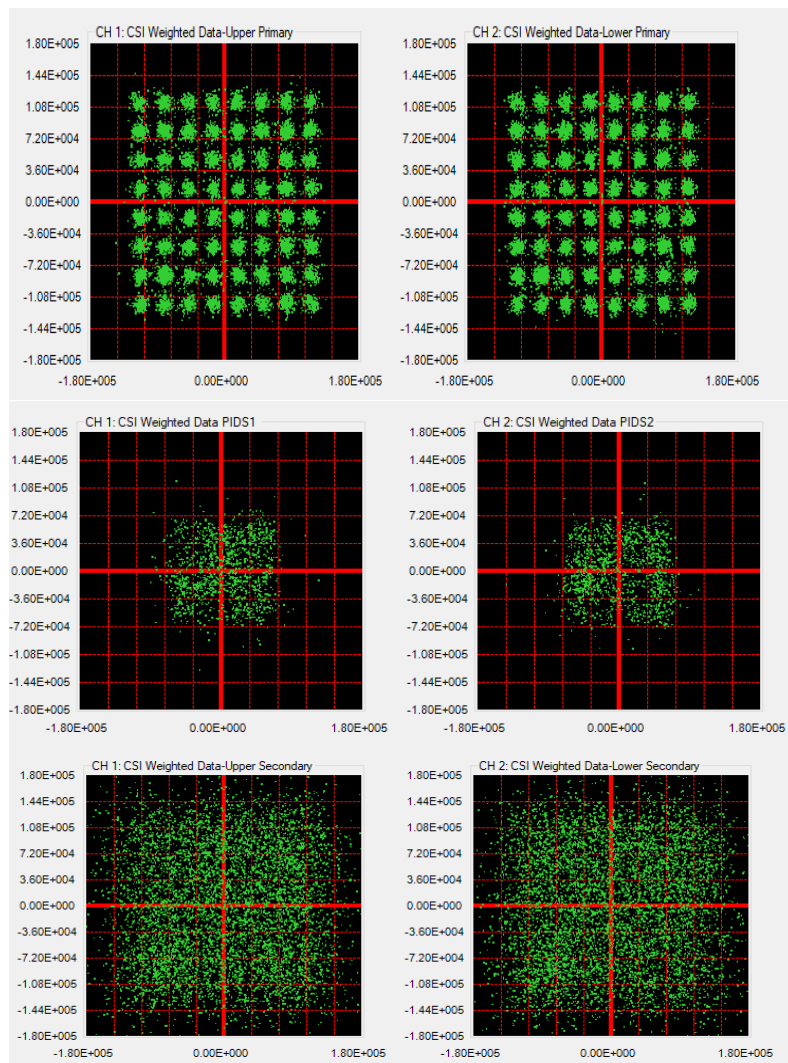 CH 1: CSI Weighted Data-Upper Primary
1.80E+005
1.44E+005
1.08E+005
7.20E+004
3.60E+004
0.00E+000
-3.60E+004
-7.20E+004
-1.08E+005
-1.44E+005
-1.80E+005
-1.80E+005 0.00E+000 1.80E+005
CH 2: CSI Weighted Data-Lower Primary
1.80E+005
1.44E+005
1.08E+005
7.20E+004
3.60E+004
0.00E+000
-3.60E+004
-7.20E+004
-1.08E+005
-1.44E+005
-1.80E+005
-1.80E+005 0.00E+000 1.80E+005
CH 1: CSI Weighted Data PIDS1
1.80E+005
1.44E+005
1.08E+005
7.20E+004
3.60E+004
0.00E+000
-3.60E+004
-7.20E+004
-1.08E+005
-1.44E+005
-1.80E+005
-1.80E+005 0.00E+000 1.80E+005
CH 2: CSI Weighted Data PIDS2
1.80E+005
1.44E+005
1.08E+005
7.20E+004
3.60E+004
0.00E+000
-3.60E+004
-7.20E+004
-1.08E+005
-1.44E+005
-1.80E+005
-1.80E+005 0.00E+000 1.80E+005
CH 1: CSI Weighted Data-Upper Secondary
1.80E+005
1.44E+005
1.08E+005
7.20E+004
3.60E+004
0.00E+000
-3.60E+004
-7.20E+004
-1.08E+005
-1.44E+005
-1.80E+005
-1.80E+005 0.00E+000 1.80E+005
CH 2: CSI Weighted Data-Lower Secondary
1.80E+005
1.44E+005
1.08E+005
7.20E+004
3.60E+004
0.00E+000
-3.60E+004
-7.20E+004
-1.08E+005
-1.44E+005
-1.80E+005
-1.80E+005 0.00E+000 1.80E+005